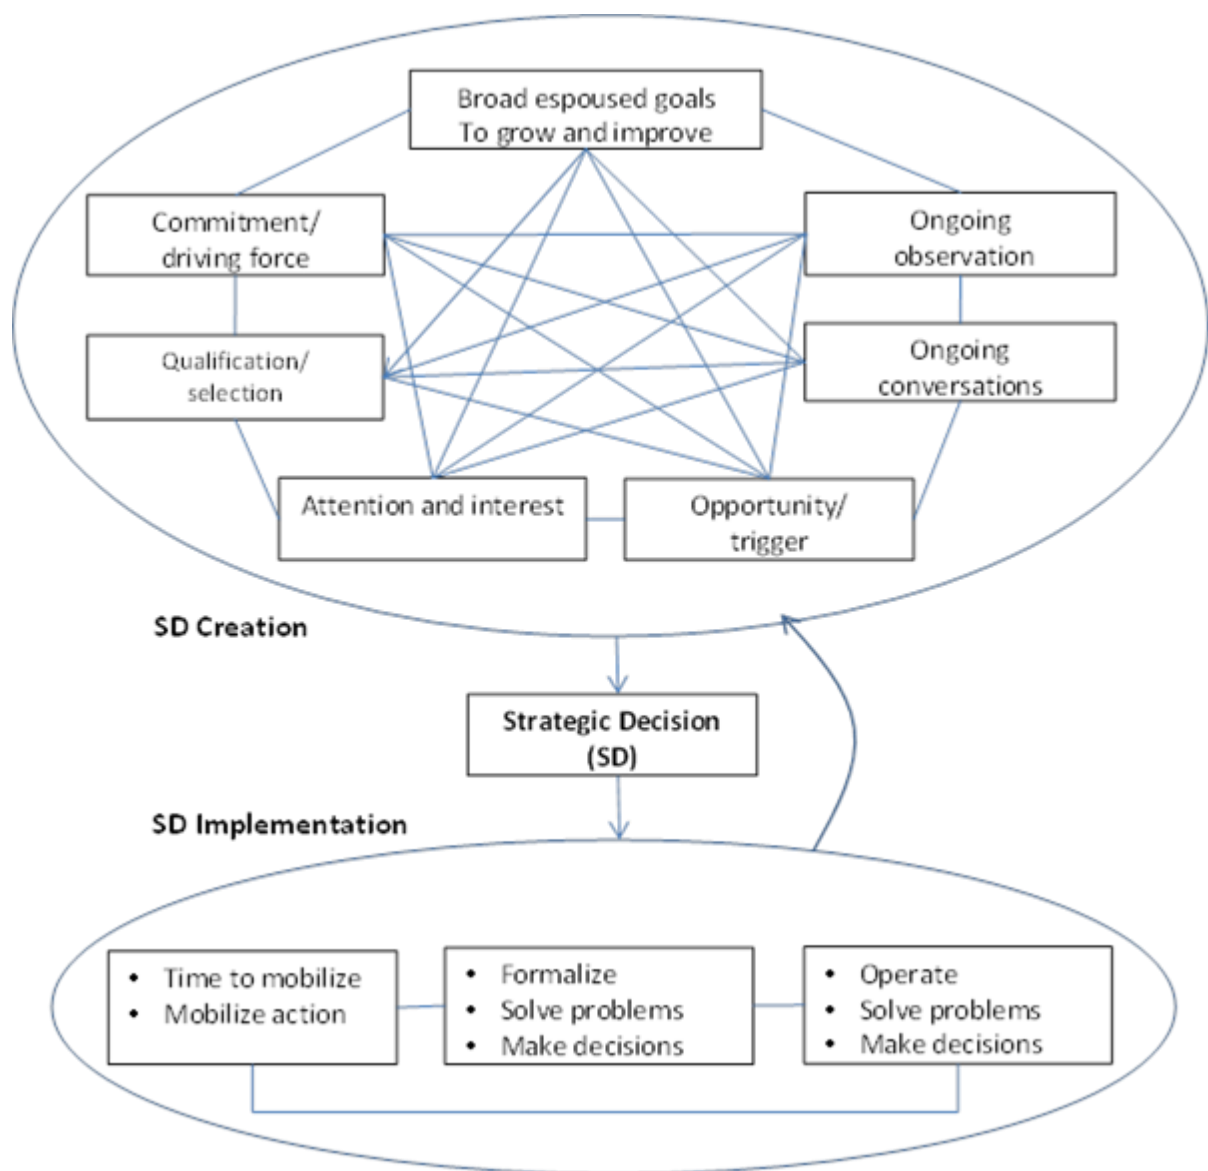 Broad espoused goals
To grow and improve
Commitment/
driving force
Ongoing
observation
Qualification/
selection
Ongoing
conversations
Attention and interest
Opportunity/
trigger
SD Creation
Strategic Decision
(SD)
SD Implementation
• Time to mobilize
• Mobilize action
• Formalize
• Solve problems
• Make decisions
• Operate
• Solve problems
• Make decisions